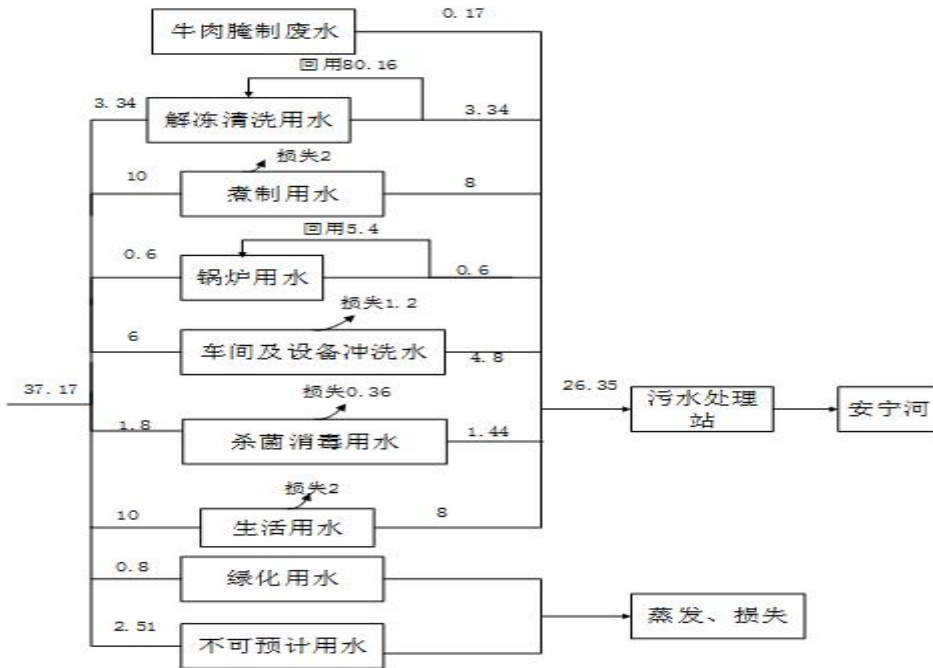 0.17
牛肉腌制废水
回用80.16
3.34
解冻清洗用水
3.34
损失2
10
煮制用水
8
回用5.4
0.6
锅炉用水
0.6
损失1.2
6
车间及设备冲洗水
4.8
37.17
26.35
污水处理
站
安宁河
损失0.36
1.8
杀菌消毒用水
1.44
损失2
10
生活用水
8
0.8
绿化用水
蒸发、损失
2.51
不可预计用水